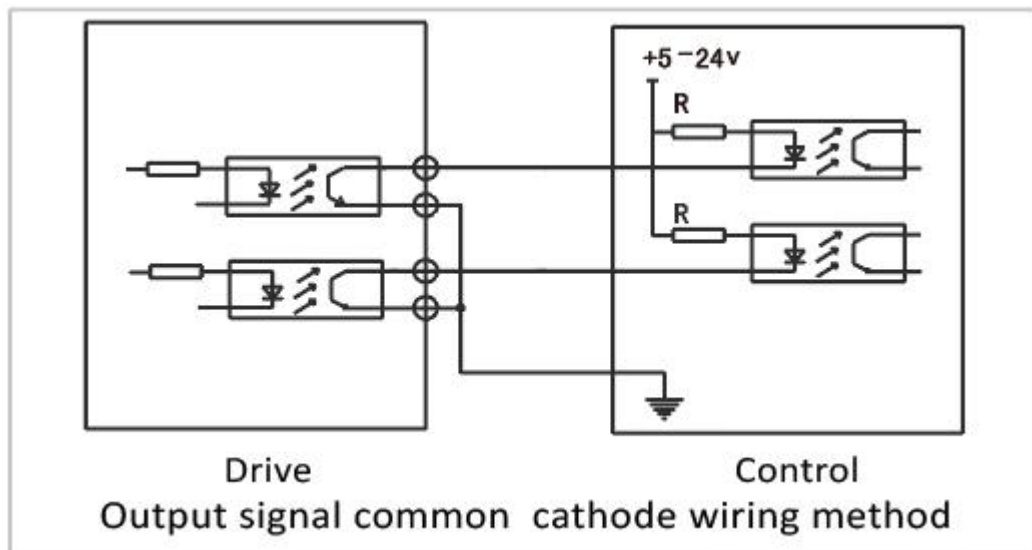 +5-24v
R
R
Drive Control
Output signal common cathode wiring method